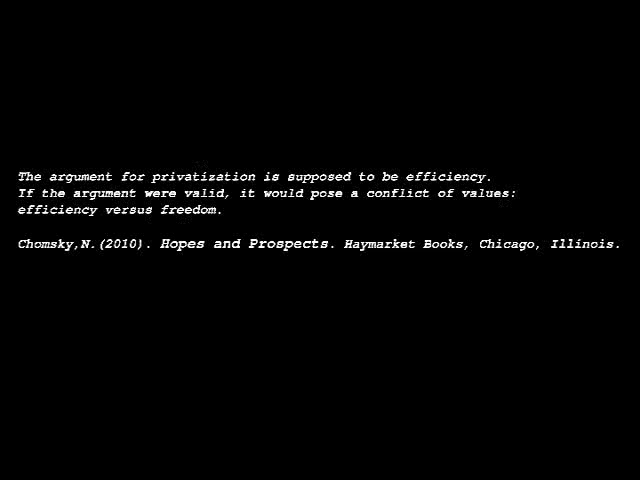 The argument for privatization is supposed to be efficiency.
If the argument were valid, it would pose a conflict of values:
efficiency versus freedom.
Chomsky,N.(2010). Hopes and Prospects. Haymarket Books, Chicago, Illinois.